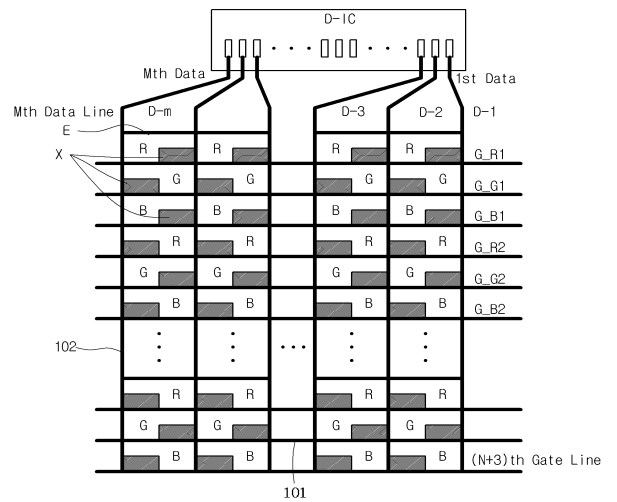 D-IC
Mth Data
1st Data
Mth Data Line D-m D-3 D-2 D-1
E
X R R R R G_R1
G G G G G_G1
B B B B G_B1
R R R R G_R2
G G G G G_G2
B B B B G_B2
102
R R R R
G G G G
B B B B (N+3)th Gate Line
101